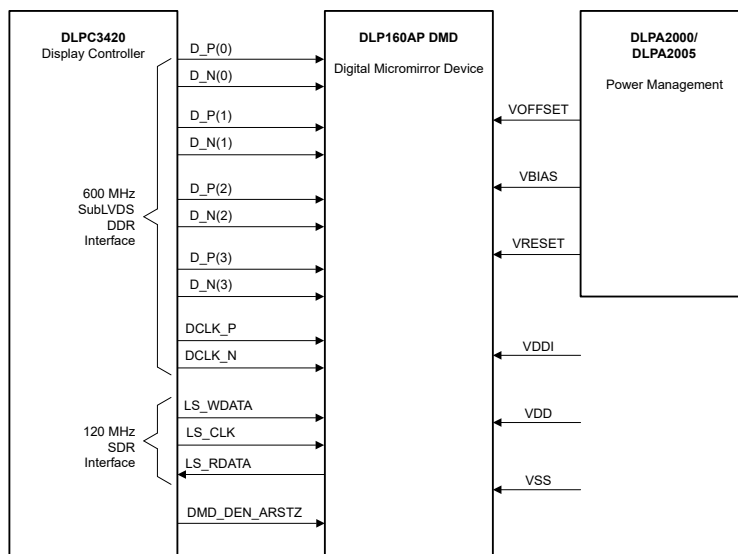 DLPC3420
Display Controller
DLP160AP DMD
Digital Micromirror Device
DLPA2000/
DLPA2005
Power Management
D_P(0)
D_N(0)
D_P(1)
D_N(1)
D_P(2)
D_N(2)
D_P(3)
D_N(3)
DCLK_P
DCLK_N
600 MHz
SubLVDS
DDR
Interface
LS_WDATA
LS_CLK
LS_RDATA
120 MHz
SDR
Interface
DMD_DEN_ARSTZ
VOFFSET
VBIAS
VRESET
VDDI
VDD
VSS